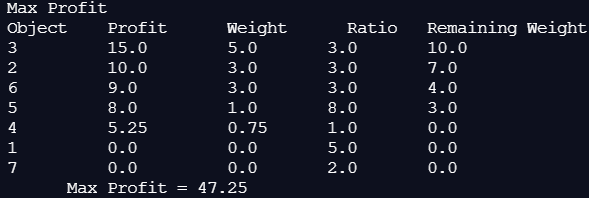 Max Profit
Object Profit Weight Ratio Remaining Weight
3 15.0 5.0 3.0 10.0
2 10.0 3.0 3.0 7.0
6 9.0 3.0 3.0 4.0
5 8.0 1.0 8.0 3.0
4 5.25 0.75 1.0 0.0
1 0.0 0.0 5.0 0.0
7 0.0 0.0 2.0 0.0
Max Profit = 47.25